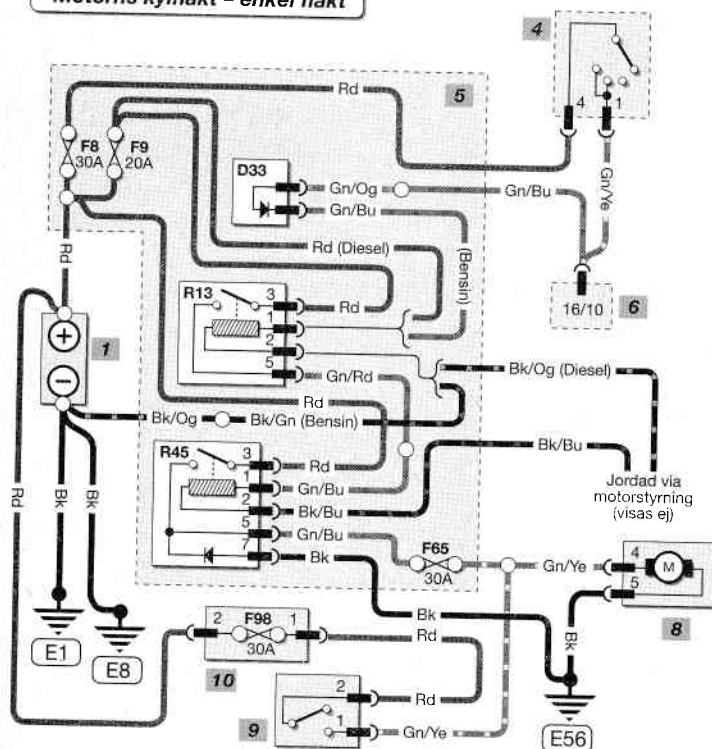 Motorns kylfläkt – enkel fläkt
4
Rd
5
4
1
F8
30A
F9
20A
D33
Gn/Og
Gn/Bu
Gn/Bu
Gn/Ye
Rd
Rd (Diesel)
(Bensin)
R13
3
Rd
1
2
5
16/10
6
1
+
−
Gn/Rd
Bk/Og (Diesel)
Rd
Bk/Og
Bk/Gn (Bensin)
Bk/Bu
R45
3
Rd
1
Gn/Bu
2
Bk/Bu
5
Gn/Bu
7
Bk
Jordad via
motorstyrning
(visas ej)
Rd
Bk
Bk
F65
30A
Gn/Ye
4
M
5
8
E1
E8
Bk
Bk
2
F98
30A
1
Rd
10
9
2
Rd
1
Gn/Ye
E56